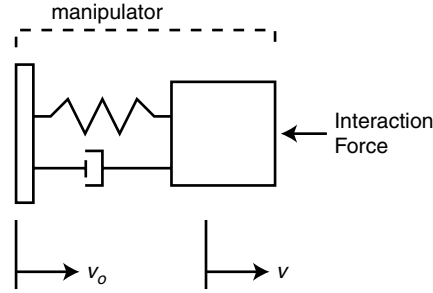 manipulator
Interaction
Force
vₒ
v